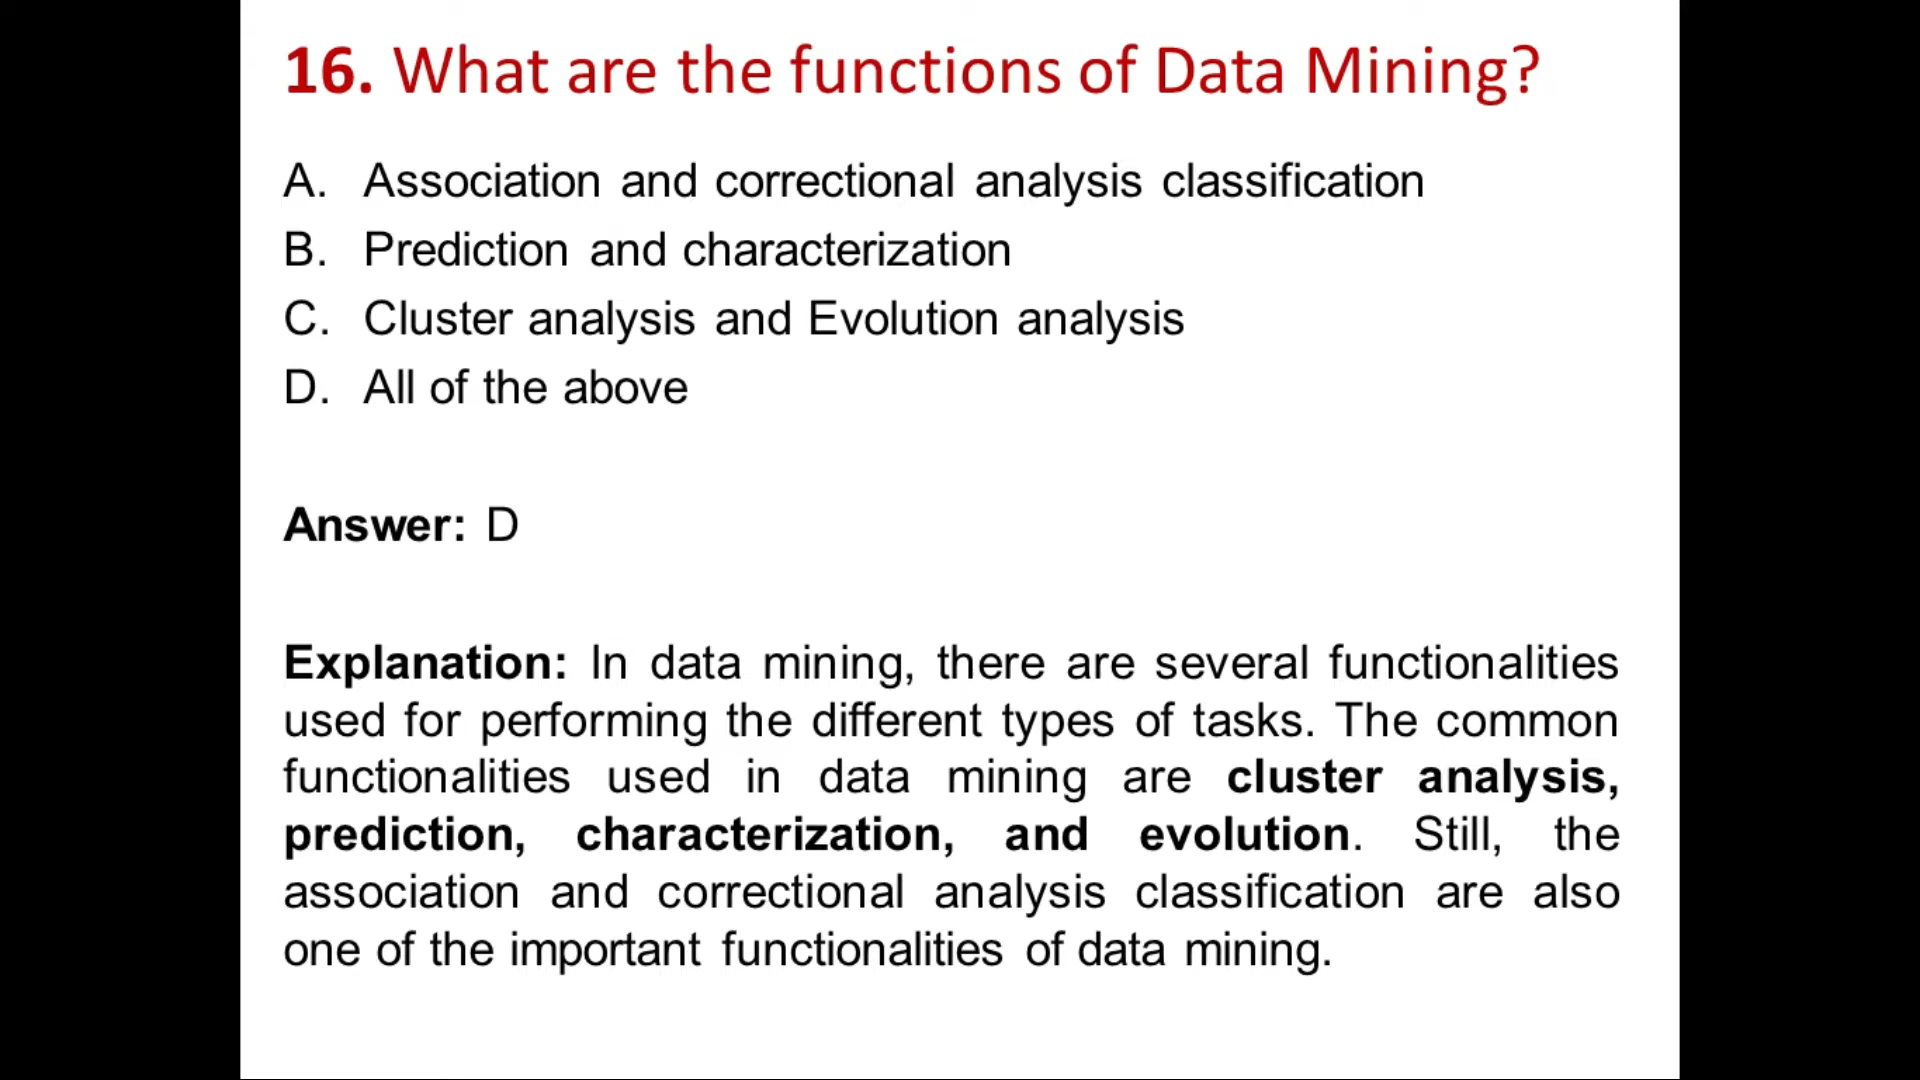 16. What are the functions of Data Mining?
A. Association and correctional analysis classification
B. Prediction and characterization
C. Cluster analysis and Evolution analysis
D. All of the above
Answer: D
Explanation: In data mining, there are several functionalities
used for performing the different types of tasks. The common
functionalities used in data mining are cluster analysis,
prediction, characterization, and evolution. Still, the
association and correctional analysis classification are also
one of the important functionalities of data mining.